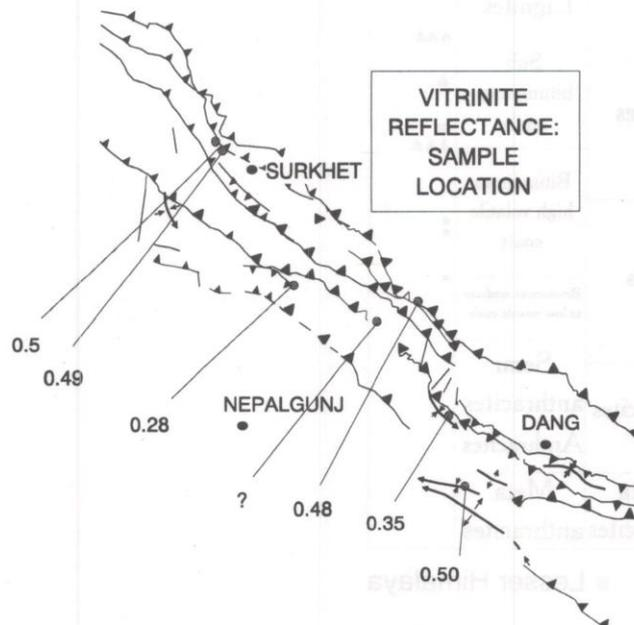 VITRINITE
REFLECTANCE:
SAMPLE
LOCATION
SURKHET
0.5
0.49
0.28
NEPALGUNJ
?
0.48
0.35
DANG
0.50